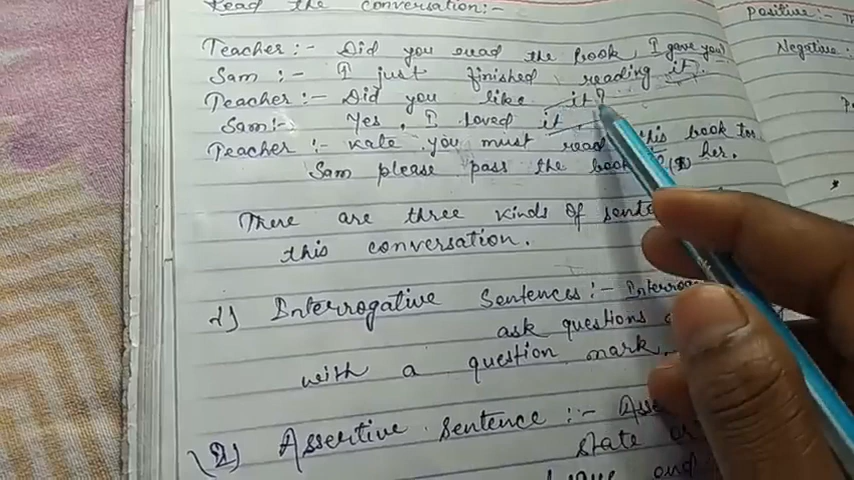 Read the conversation:-
Teacher:- Did you read the book, I gave you
Sam :- I just finished reading it.
Teacher:- Did you like it?
Sam:- Yes, I loved it
Teacher :- Kate you must read this book too
Sam please pass the book to her.
There are three kinds of
this conversation.
1) Interrogative Sentences:-
ask questions
with a question mark.
(2) Assertive sentence :-
state
and
Positive :-
Negative :-